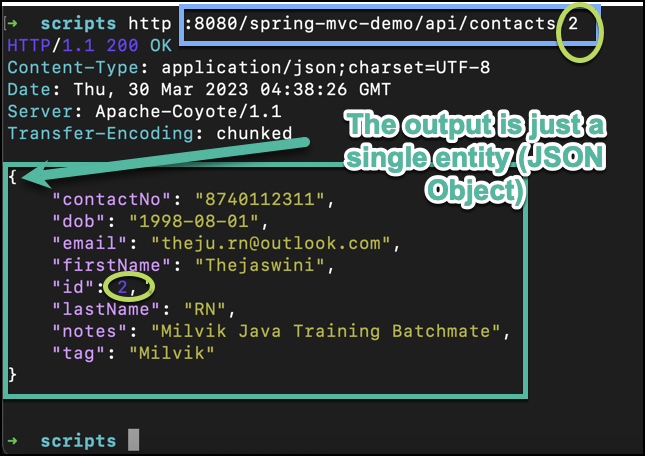 ➜  scripts http :8080/spring-mvc-demo/api/contacts/2
HTTP/1.1 200 OK
Content-Type: application/json;charset=UTF-8
Date: Thu, 30 Mar 2023 04:38:26 GMT
Server: Apache-Coyote/1.1
Transfer-Encoding: chunked
The output is just a
single entity (JSON
Object)
{
    "contactNo": "8740112311",
    "dob": "1998-08-01",
    "email": "theju.rn@outlook.com",
    "firstName": "Thejaswini",
    "id": 2,
    "lastName": "RN",
    "notes": "Milvik Java Training Batchmate",
    "tag": "Milvik"
}
➜  scripts